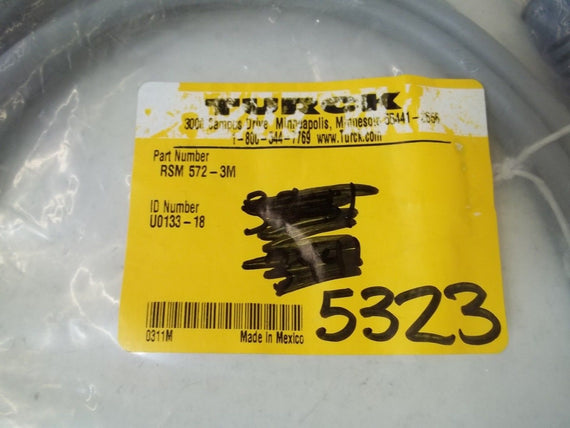 TURCK
3000 Campus Drive, Minneapolis, Minnesota 55441-
1-800-544-7769 www.Turck.com
Part Number
RSM 572-3M
ID Number
U0133-18
0311M
Made in Mexico
5323